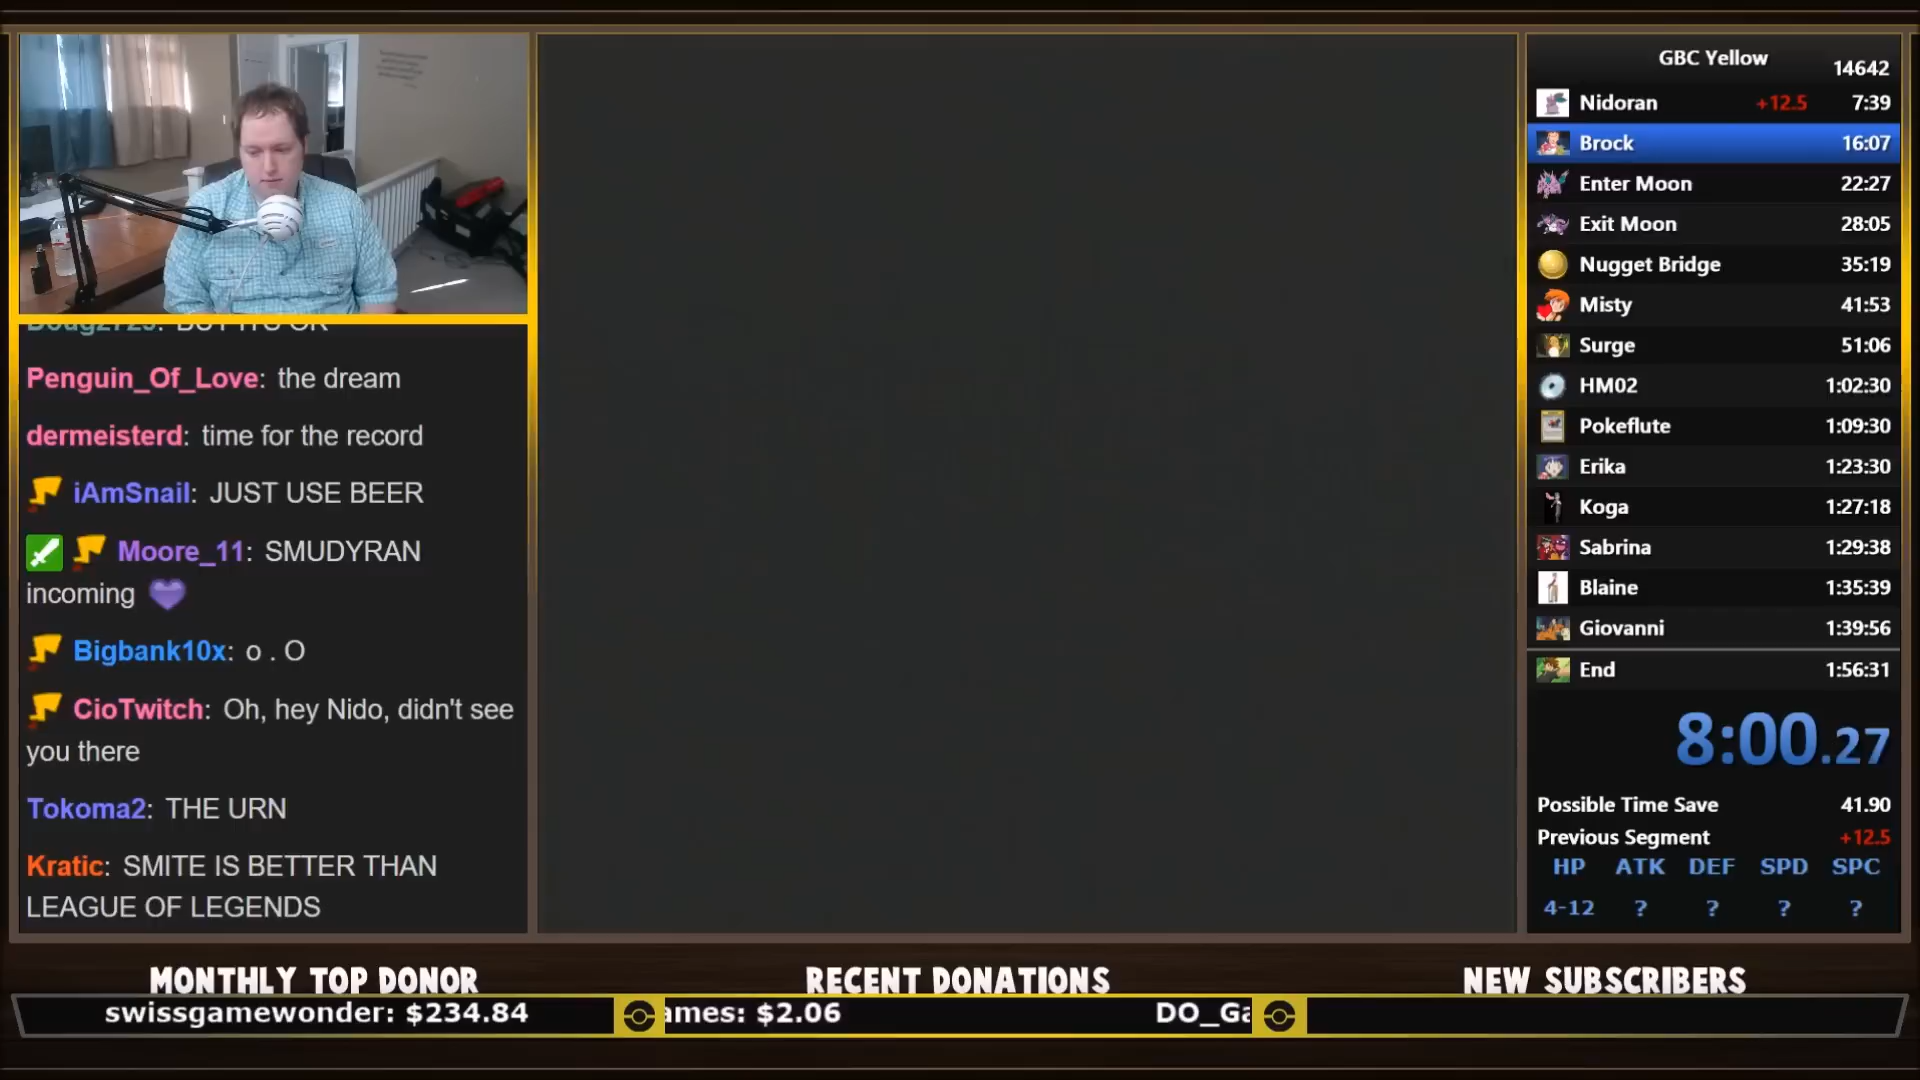 Doug2723: BUT ITS OK
Penguin_Of_Love: the dream
dermeisterd: time for the record
iAmSnail: JUST USE BEER
Moore_11: SMUDYRAN
incoming
Bigbank10x: o . O
CioTwitch: Oh, hey Nido, didn't see
you there
Tokoma2: THE URN
Kratic: SMITE IS BETTER THAN
LEAGUE OF LEGENDS
GBC Yellow
14642
Nidoran +12.5 7:39
Brock 16:07
Enter Moon 22:27
Exit Moon 28:05
Nugget Bridge 35:19
Misty 41:53
Surge 51:06
HM02 1:02:30
Pokeflute 1:09:30
Erika 1:23:30
Koga 1:27:18
Sabrina 1:29:38
Blaine 1:35:39
Giovanni 1:39:56
End 1:56:31
8:00.27
Possible Time Save 41.90
Previous Segment +12.5
HP ATK DEF SPD SPC
4-12 ? ? ? ?
MONTHLY TOP DONOR
swissgamewonder: $234.84
RECENT DONATIONS
ames: $2.06 DO_Ga
NEW SUBSCRIBERS